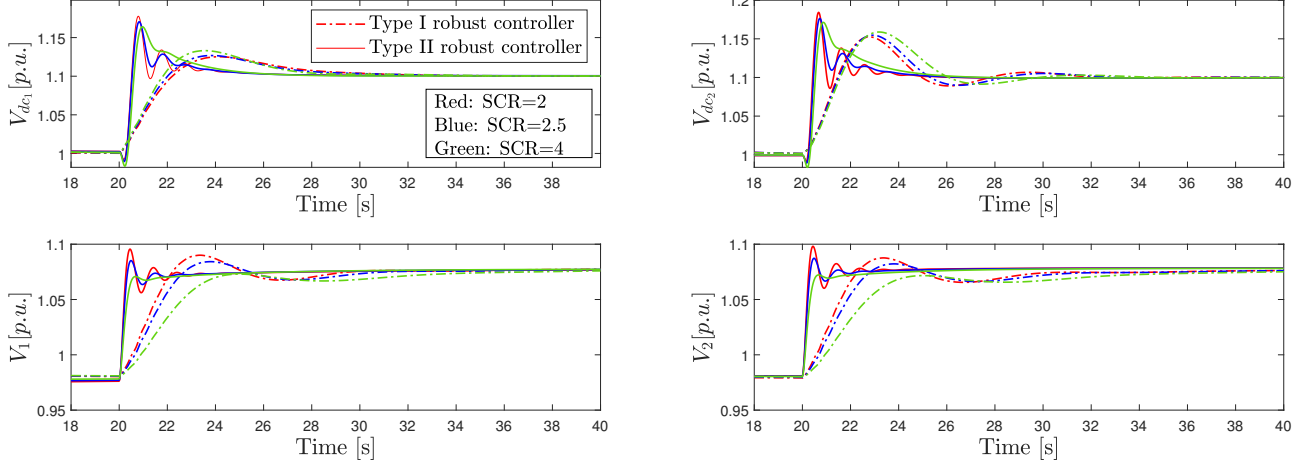 V_{dc_1}[p.u.]
1.15
1.1
1.05
1
18 20 22 24 26 28 30 32 34 36 38
Time [s]
Type I robust controller
Type II robust controller
Red: SCR=2
Blue: SCR=2.5
Green: SCR=4
V_{dc_2}[p.u.]
1.2
1.1
1
18 20 22 24 26 28 30 32 34 36 38 40
Time [s]
V_1[p.u.]
1.1
1.05
1
0.95
18 20 22 24 26 28 30 32 34 36 38 40
Time [s]
V_2[p.u.]
1.1
1.05
1
0.95
18 20 22 24 26 28 30 32 34 36 38 40
Time [s]